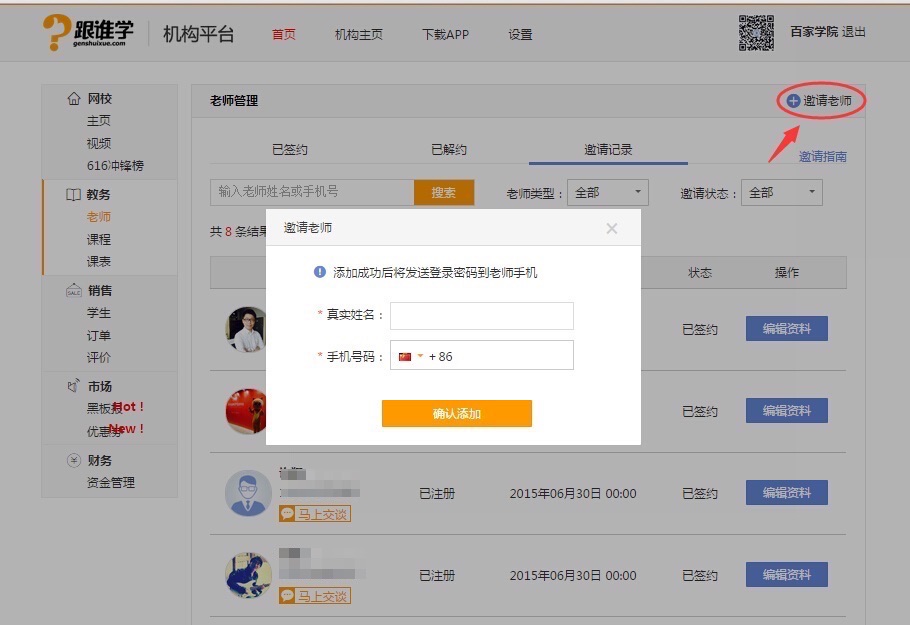 跟谁学
genshuixue.com
机构平台 首页 机构主页 下载APP 设置 百家学院 退出
网校
主页
视频
616冲锋榜
教务
老师
课程
课表
SALE 销售
学生
订单
评价
市场
黑板报 Hot！
优惠券 New！
财务
资金管理
老师管理 邀请老师
已签约 已解约 邀请记录 邀请指南
输入老师姓名或手机号 搜索 老师类型： 全部 邀请状态： 全部
共 8 条结果
邀请老师
添加成功后将发送登录密码到老师手机
* 真实姓名：
* 手机号码： + 86
确认添加
状态 操作
已签约 编辑资料
已签约 编辑资料
已注册 2015年06月30日 00:00 已签约 编辑资料
马上交谈
已注册 2015年06月30日 00:00 已签约 编辑资料
马上交谈